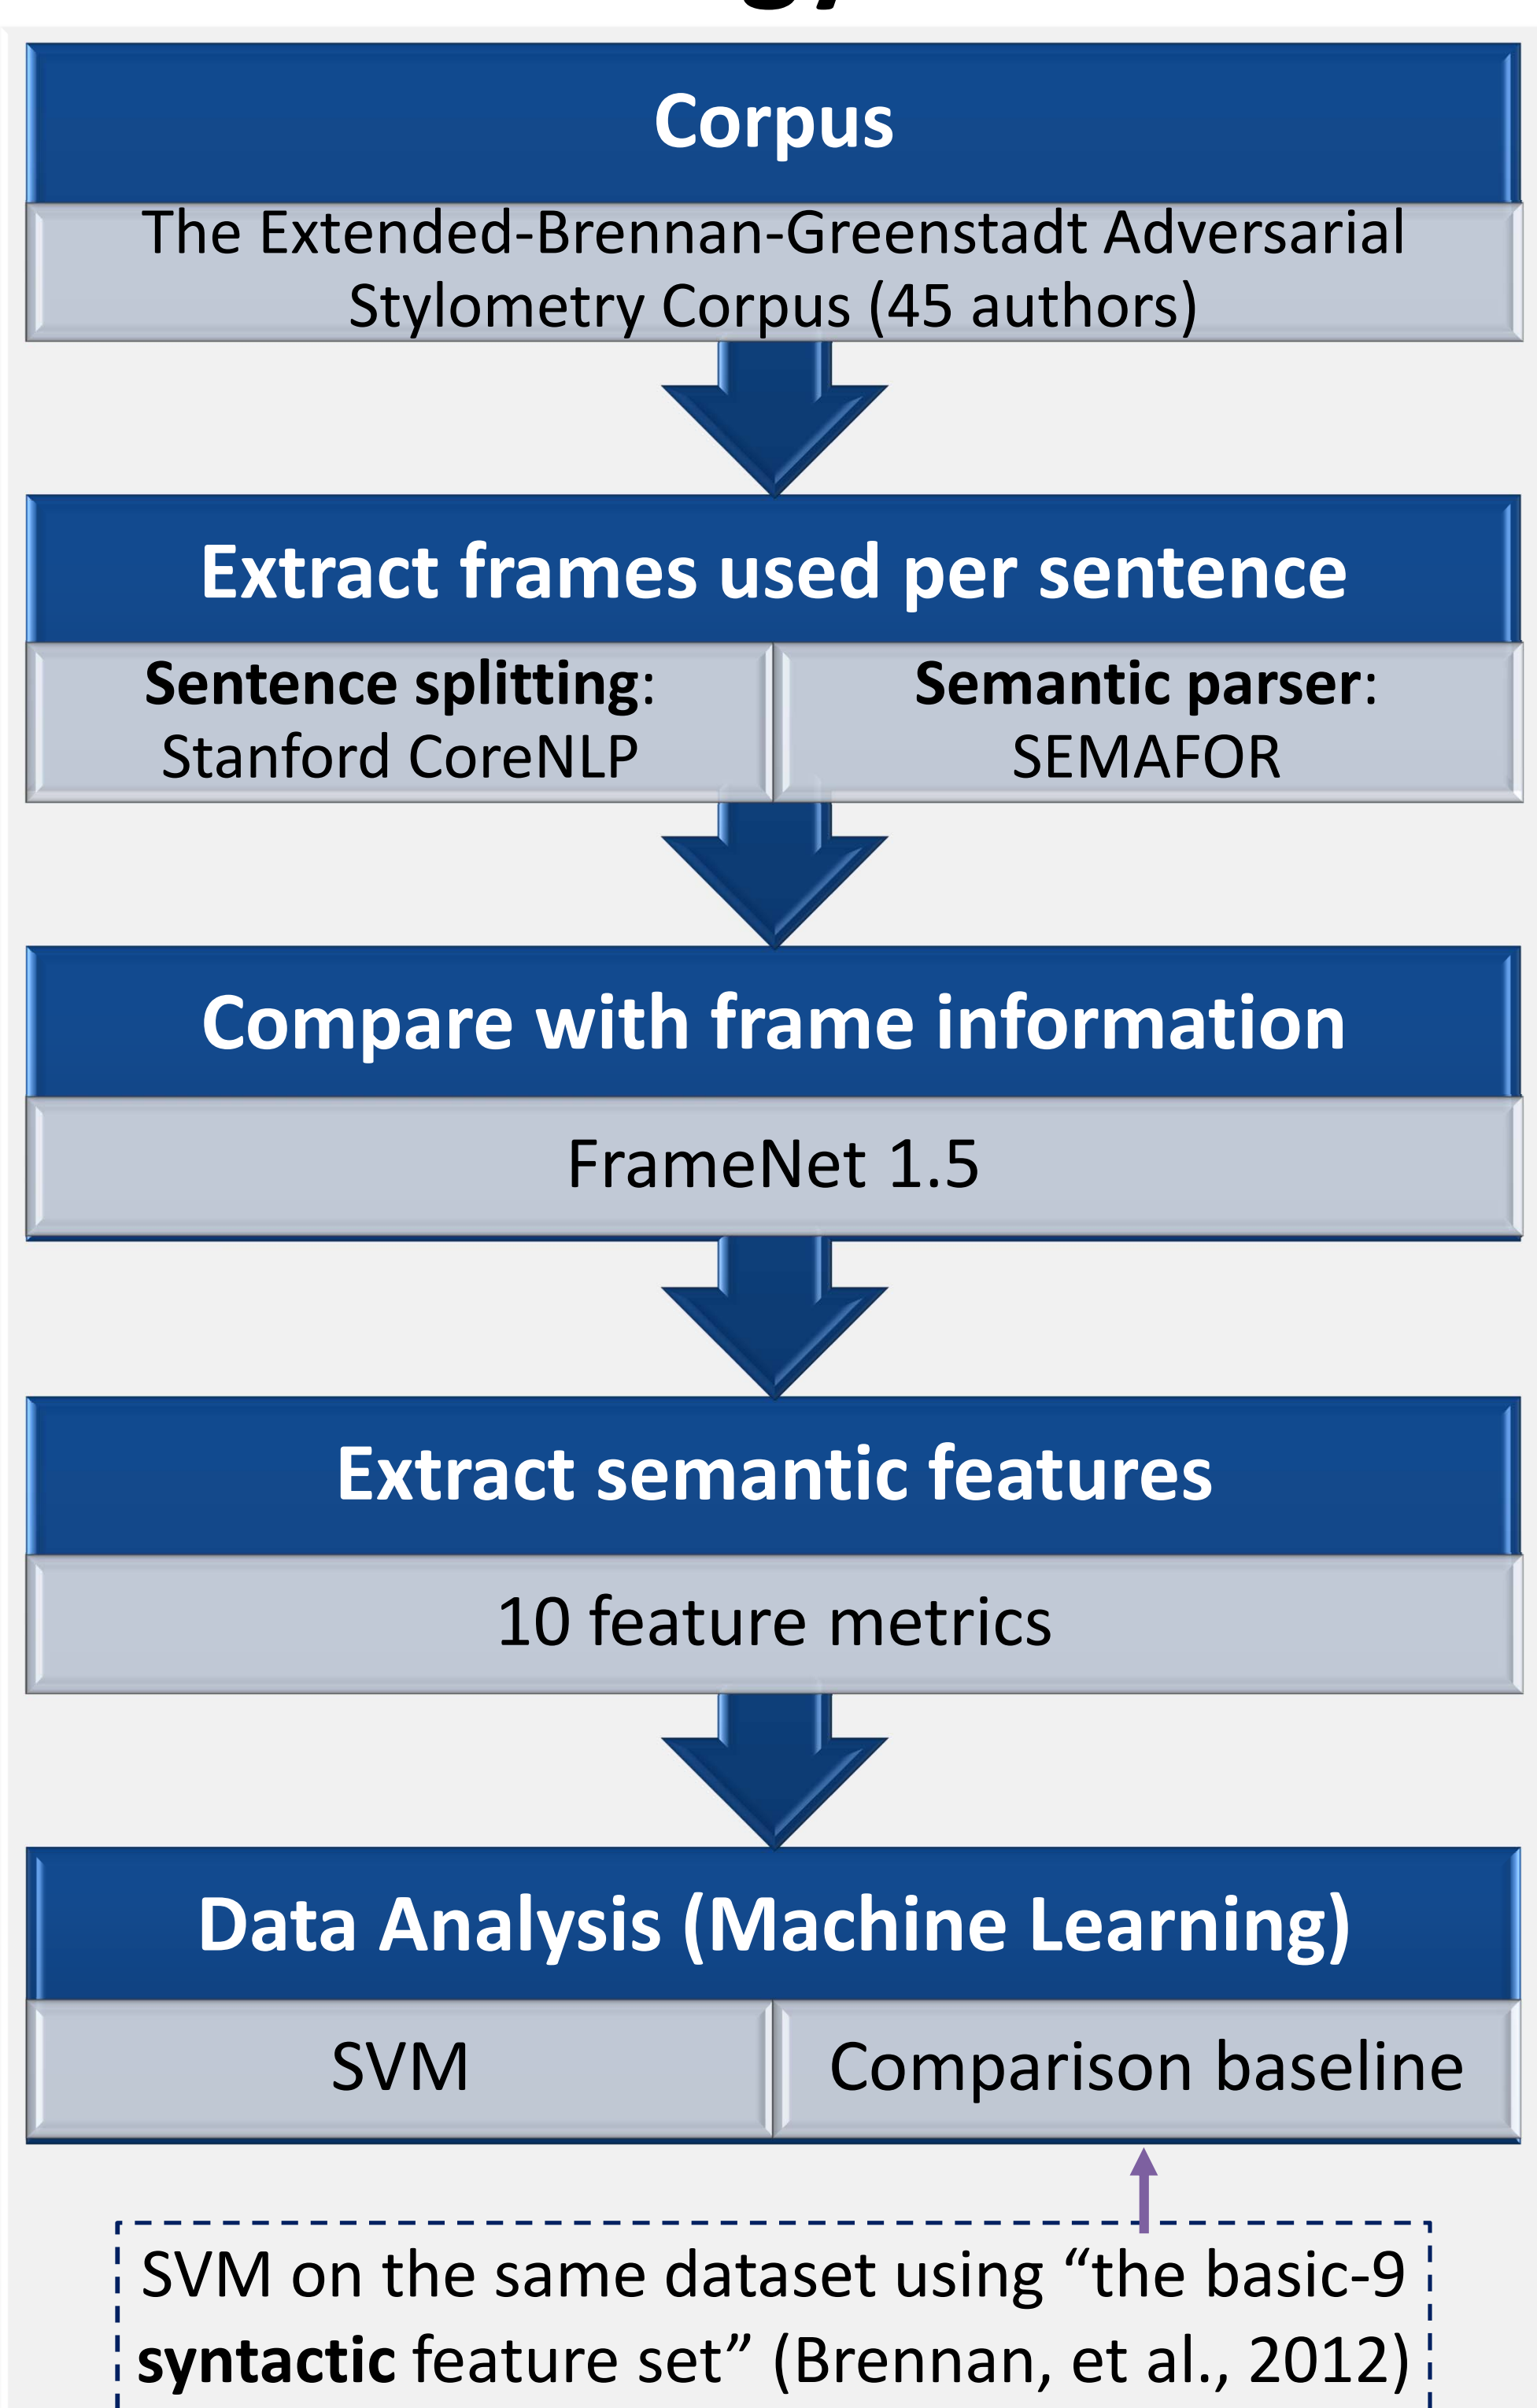 Corpus
The Extended-Brennan-Greenstadt Adversarial
Stylometry Corpus (45 authors)
Extract frames used per sentence
Sentence splitting:
Stanford CoreNLP
Semantic parser:
SEMAFOR
Compare with frame information
FrameNet 1.5
Extract semantic features
10 feature metrics
Data Analysis (Machine Learning)
SVM
Comparison baseline
SVM on the same dataset using “the basic-9
syntactic feature set” (Brennan, et al., 2012)